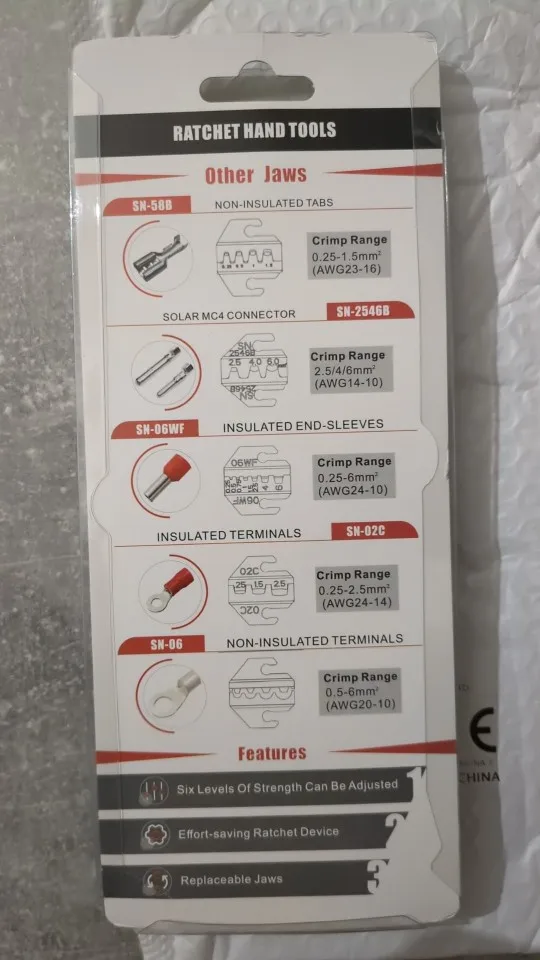 RATCHET HAND TOOLS
Other Jaws
SN-58B NON-INSULATED TABS
Crimp Range
0.25-1.5mm²
(AWG23-16)
SOLAR MC4 CONNECTOR SN-2546B
SN
2546B
2.5 4.0 6.0
2546B
SN
Crimp Range
2.5/4/6mm²
(AWG14-10)
SN-06WF INSULATED END-SLEEVES
06WF
06WF
Crimp Range
0.25-6mm²
(AWG24-10)
INSULATED TERMINALS SN-02C
02C
.25 1.5 2.5
02C
Crimp Range
0.25-2.5mm²
(AWG24-14)
SN-06 NON-INSULATED TERMINALS
Crimp Range
0.5-6mm²
(AWG20-10)
Features
Six Levels Of Strength Can Be Adjusted 1
Effort-saving Ratchet Device 2
Replaceable Jaws 3
CE
CHINA